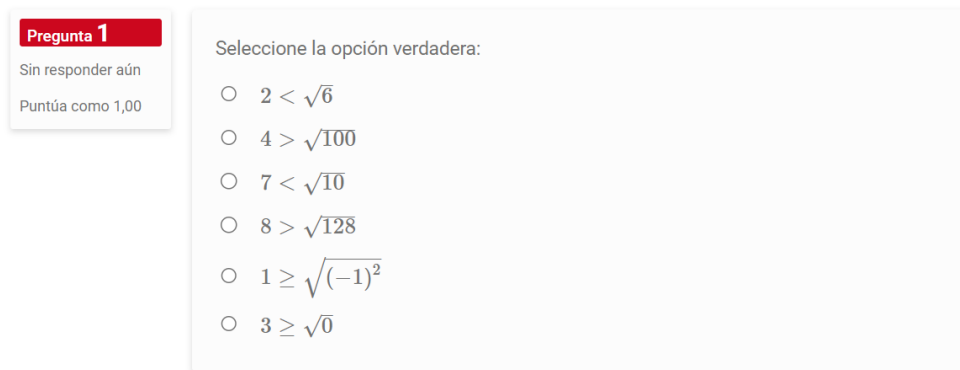 Pregunta 1
Sin responder aún
Puntúa como 1,00
Seleccione la opción verdadera:
2 < √6
4 > √100
7 < √10
8 > √128
1 ≥ √(−1)²
3 ≥ √0